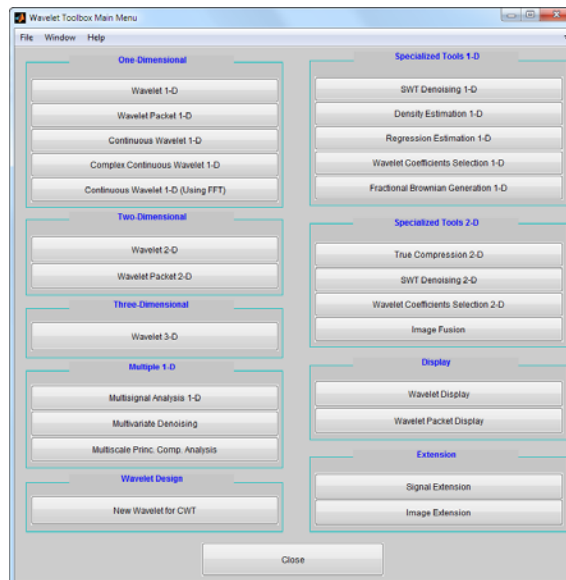 Wavelet Toolbox Main Menu
File Window Help
One-Dimensional
Wavelet 1-D
Wavelet Packet 1-D
Continuous Wavelet 1-D
Complex Continuous Wavelet 1-D
Continuous Wavelet 1-D (Using FFT)
Two-Dimensional
Wavelet 2-D
Wavelet Packet 2-D
Three-Dimensional
Wavelet 3-D
Multiple 1-D
Multisignal Analysis 1-D
Multivariate Denoising
Multiscale Princ. Comp. Analysis
Wavelet Design
New Wavelet for CWT
Specialized Tools 1-D
SWT Denoising 1-D
Density Estimation 1-D
Regression Estimation 1-D
Wavelet Coefficients Selection 1-D
Fractional Brownian Generation 1-D
Specialized Tools 2-D
True Compression 2-D
SWT Denoising 2-D
Wavelet Coefficients Selection 2-D
Image Fusion
Display
Wavelet Display
Wavelet Packet Display
Extension
Signal Extension
Image Extension
Close